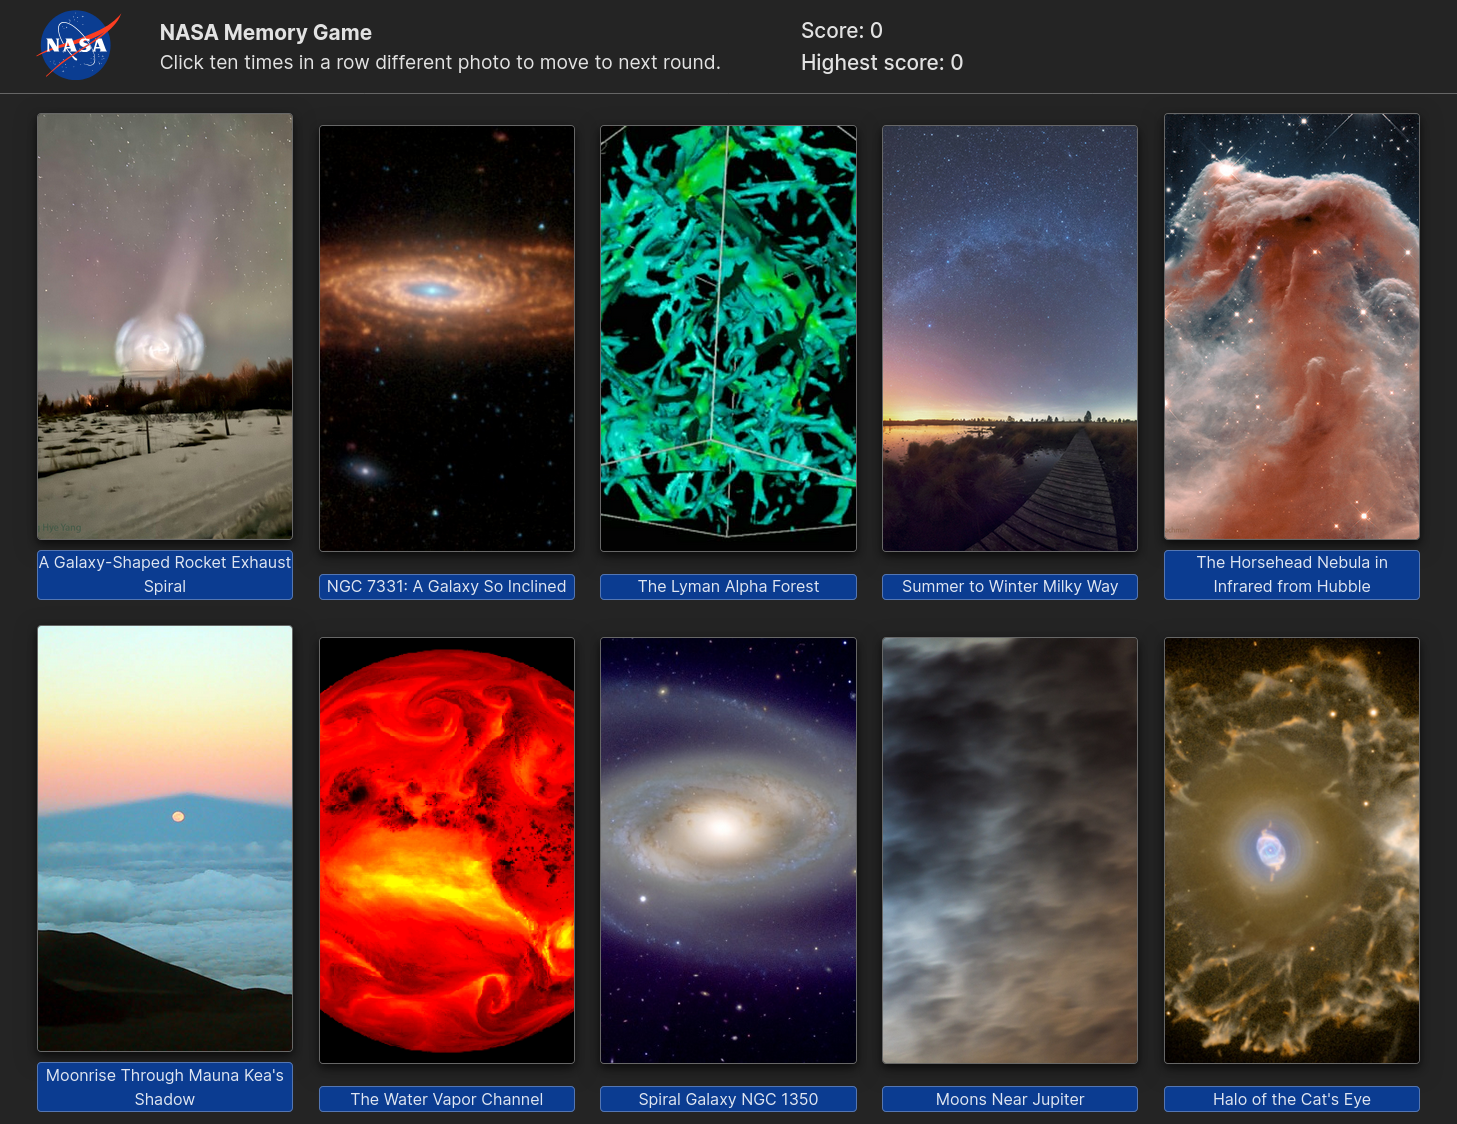 NASA
NASA Memory Game
Click ten times in a row different photo to move to next round.
Score: 0
Highest score: 0
Hye Yang
A Galaxy-Shaped Rocket Exhaust
Spiral
NGC 7331: A Galaxy So Inclined
The Lyman Alpha Forest
Summer to Winter Milky Way
The Horsehead Nebula in
Infrared from Hubble
Moonrise Through Mauna Kea's
Shadow
The Water Vapor Channel
Spiral Galaxy NGC 1350
Moons Near Jupiter
Halo of the Cat's Eye